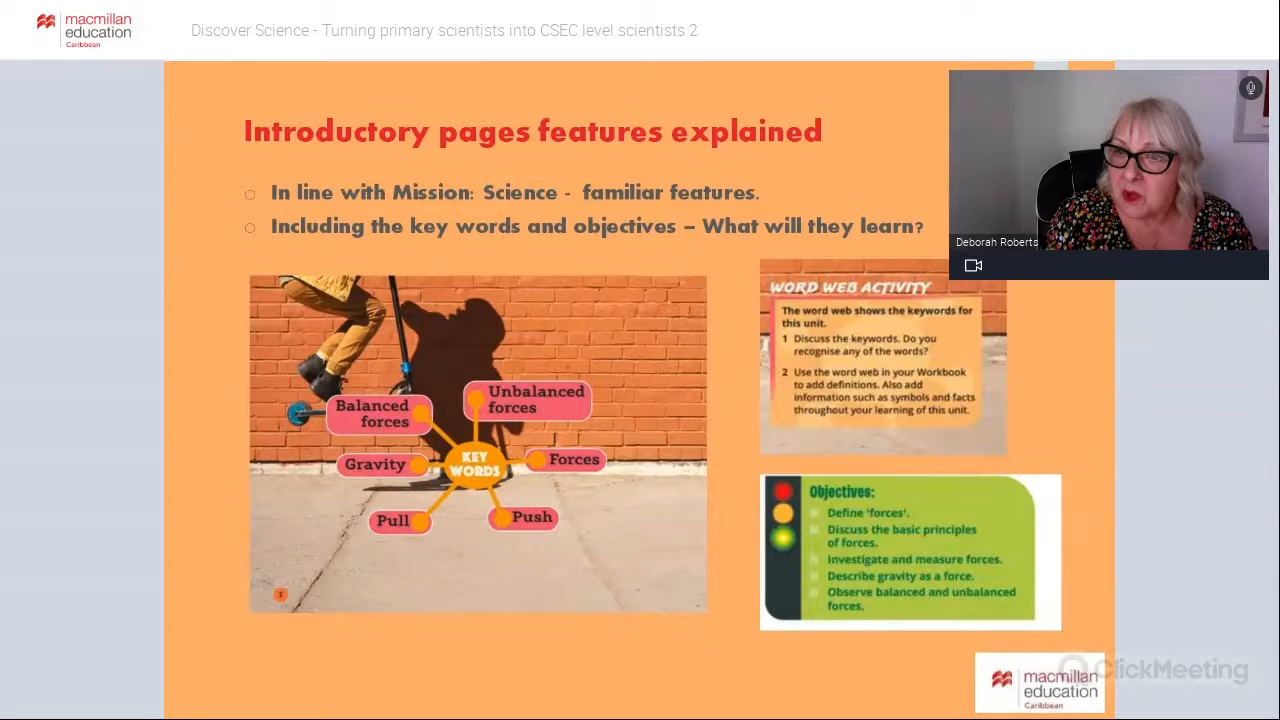 macmillan
education
Caribbean
Discover Science - Turning primary scientists into CSEC level scientists 2
Introductory pages features explained
In line with Mission: Science - familiar features.
Including the key words and objectives – What will they learn?
Deborah Roberts
Balanced
forces
Unbalanced
forces
Gravity
KEY
WORDS
Forces
Pull
Push
WORD WEB ACTIVITY
The word web shows the keywords for
this unit.
1 Discuss the keywords. Do you
recognise any of the words?
2 Use the word web in your Workbook
to add definitions. Also add
information such as symbols and facts
throughout your learning of this unit.
Objectives:
Define 'forces'.
Discuss the basic principles
of forces.
Investigate and measure forces.
Describe gravity as a force.
Observe balanced and unbalanced
forces.
macmillan
education
Caribbean
ClickMeeting